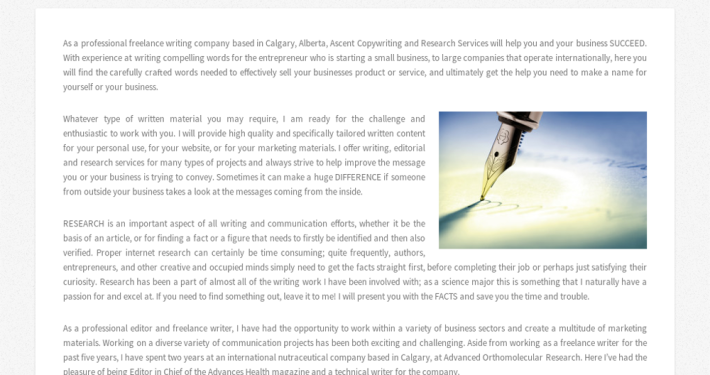 As a professional freelance writing company based in Calgary, Alberta, Ascent Copywriting and Research Services will help you and your business SUCCEED.
With experience at writing compelling words for the entrepreneur who is starting a small business, to large companies that operate internationally, here you
will find the carefully crafted words needed to effectively sell your businesses product or service, and ultimately get the help you need to make a name for
yourself or your business.
Whatever type of written material you may require, I am ready for the challenge and
enthusiastic to work with you. I will provide high quality and specifically tailored written content
for your personal use, for your website, or for your marketing materials. I offer writing, editorial
and research services for many types of projects and always strive to help improve the message
you or your business is trying to convey. Sometimes it can make a huge DIFFERENCE if someone
from outside your business takes a look at the messages coming from the inside.
RESEARCH is an important aspect of all writing and communication efforts, whether it be the
basis of an article, or for finding a fact or a figure that needs to firstly be identified and then also
verified. Proper internet research can certainly be time consuming; quite frequently, authors,
entrepreneurs, and other creative and occupied minds simply need to get the facts straight first, before completing their job or perhaps just satisfying their
curiosity. Research has been a part of almost all of the writing work I have been involved with; as a science major this is something that I naturally have a
passion for and excel at. If you need to find something out, leave it to me! I will present you with the FACTS and save you the time and trouble.
As a professional editor and freelance writer, I have had the opportunity to work within a variety of business sectors and create a multitude of marketing
materials. Working on a diverse variety of communication projects has been both exciting and challenging. Aside from working as a freelance writer for the
past five years, I have spent two years at an international nutraceutical company based in Calgary, at Advanced Orthomolecular Research. Here I've had the
pleasure of being Editor in Chief of the Advances Health magazine and a technical writer for the company.